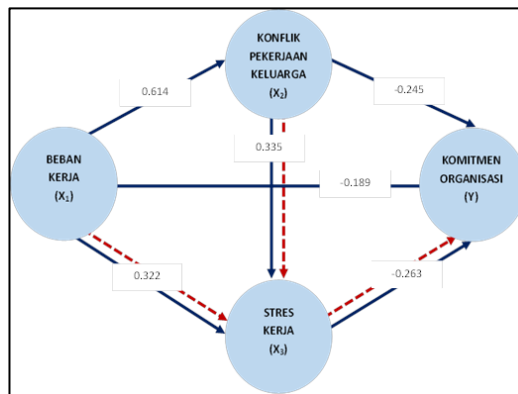 KONFLIK
PEKERJAAN
KELUARGA
(X₂)
0.614
-0.245
0.335
BEBAN
KERJA
(X₁)
KOMITMEN
ORGANISASI
(Y)
-0.189
0.322
-0.263
STRES
KERJA
(X₃)